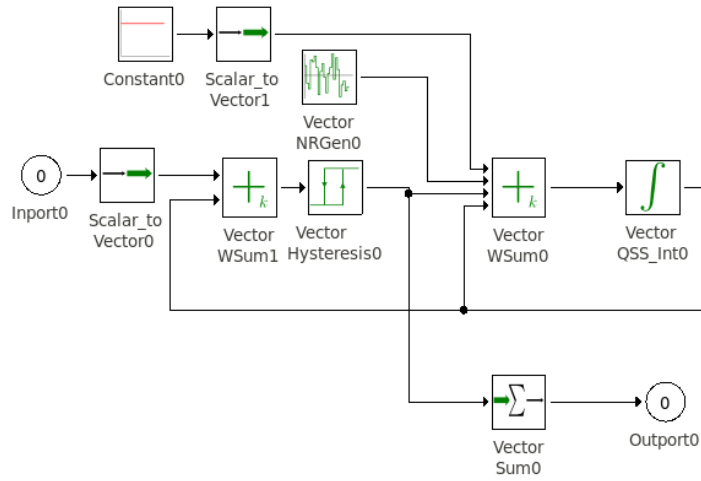 Constant0
Scalar_to
Vector1
Vector
NRGen0
0
Inport0
Scalar_to
Vector0
k
Vector
WSum1
Vector
Hysteresis0
k
Vector
WSum0
∫
Vector
QSS_Int0
Σ
Vector
Sum0
0
Outport0